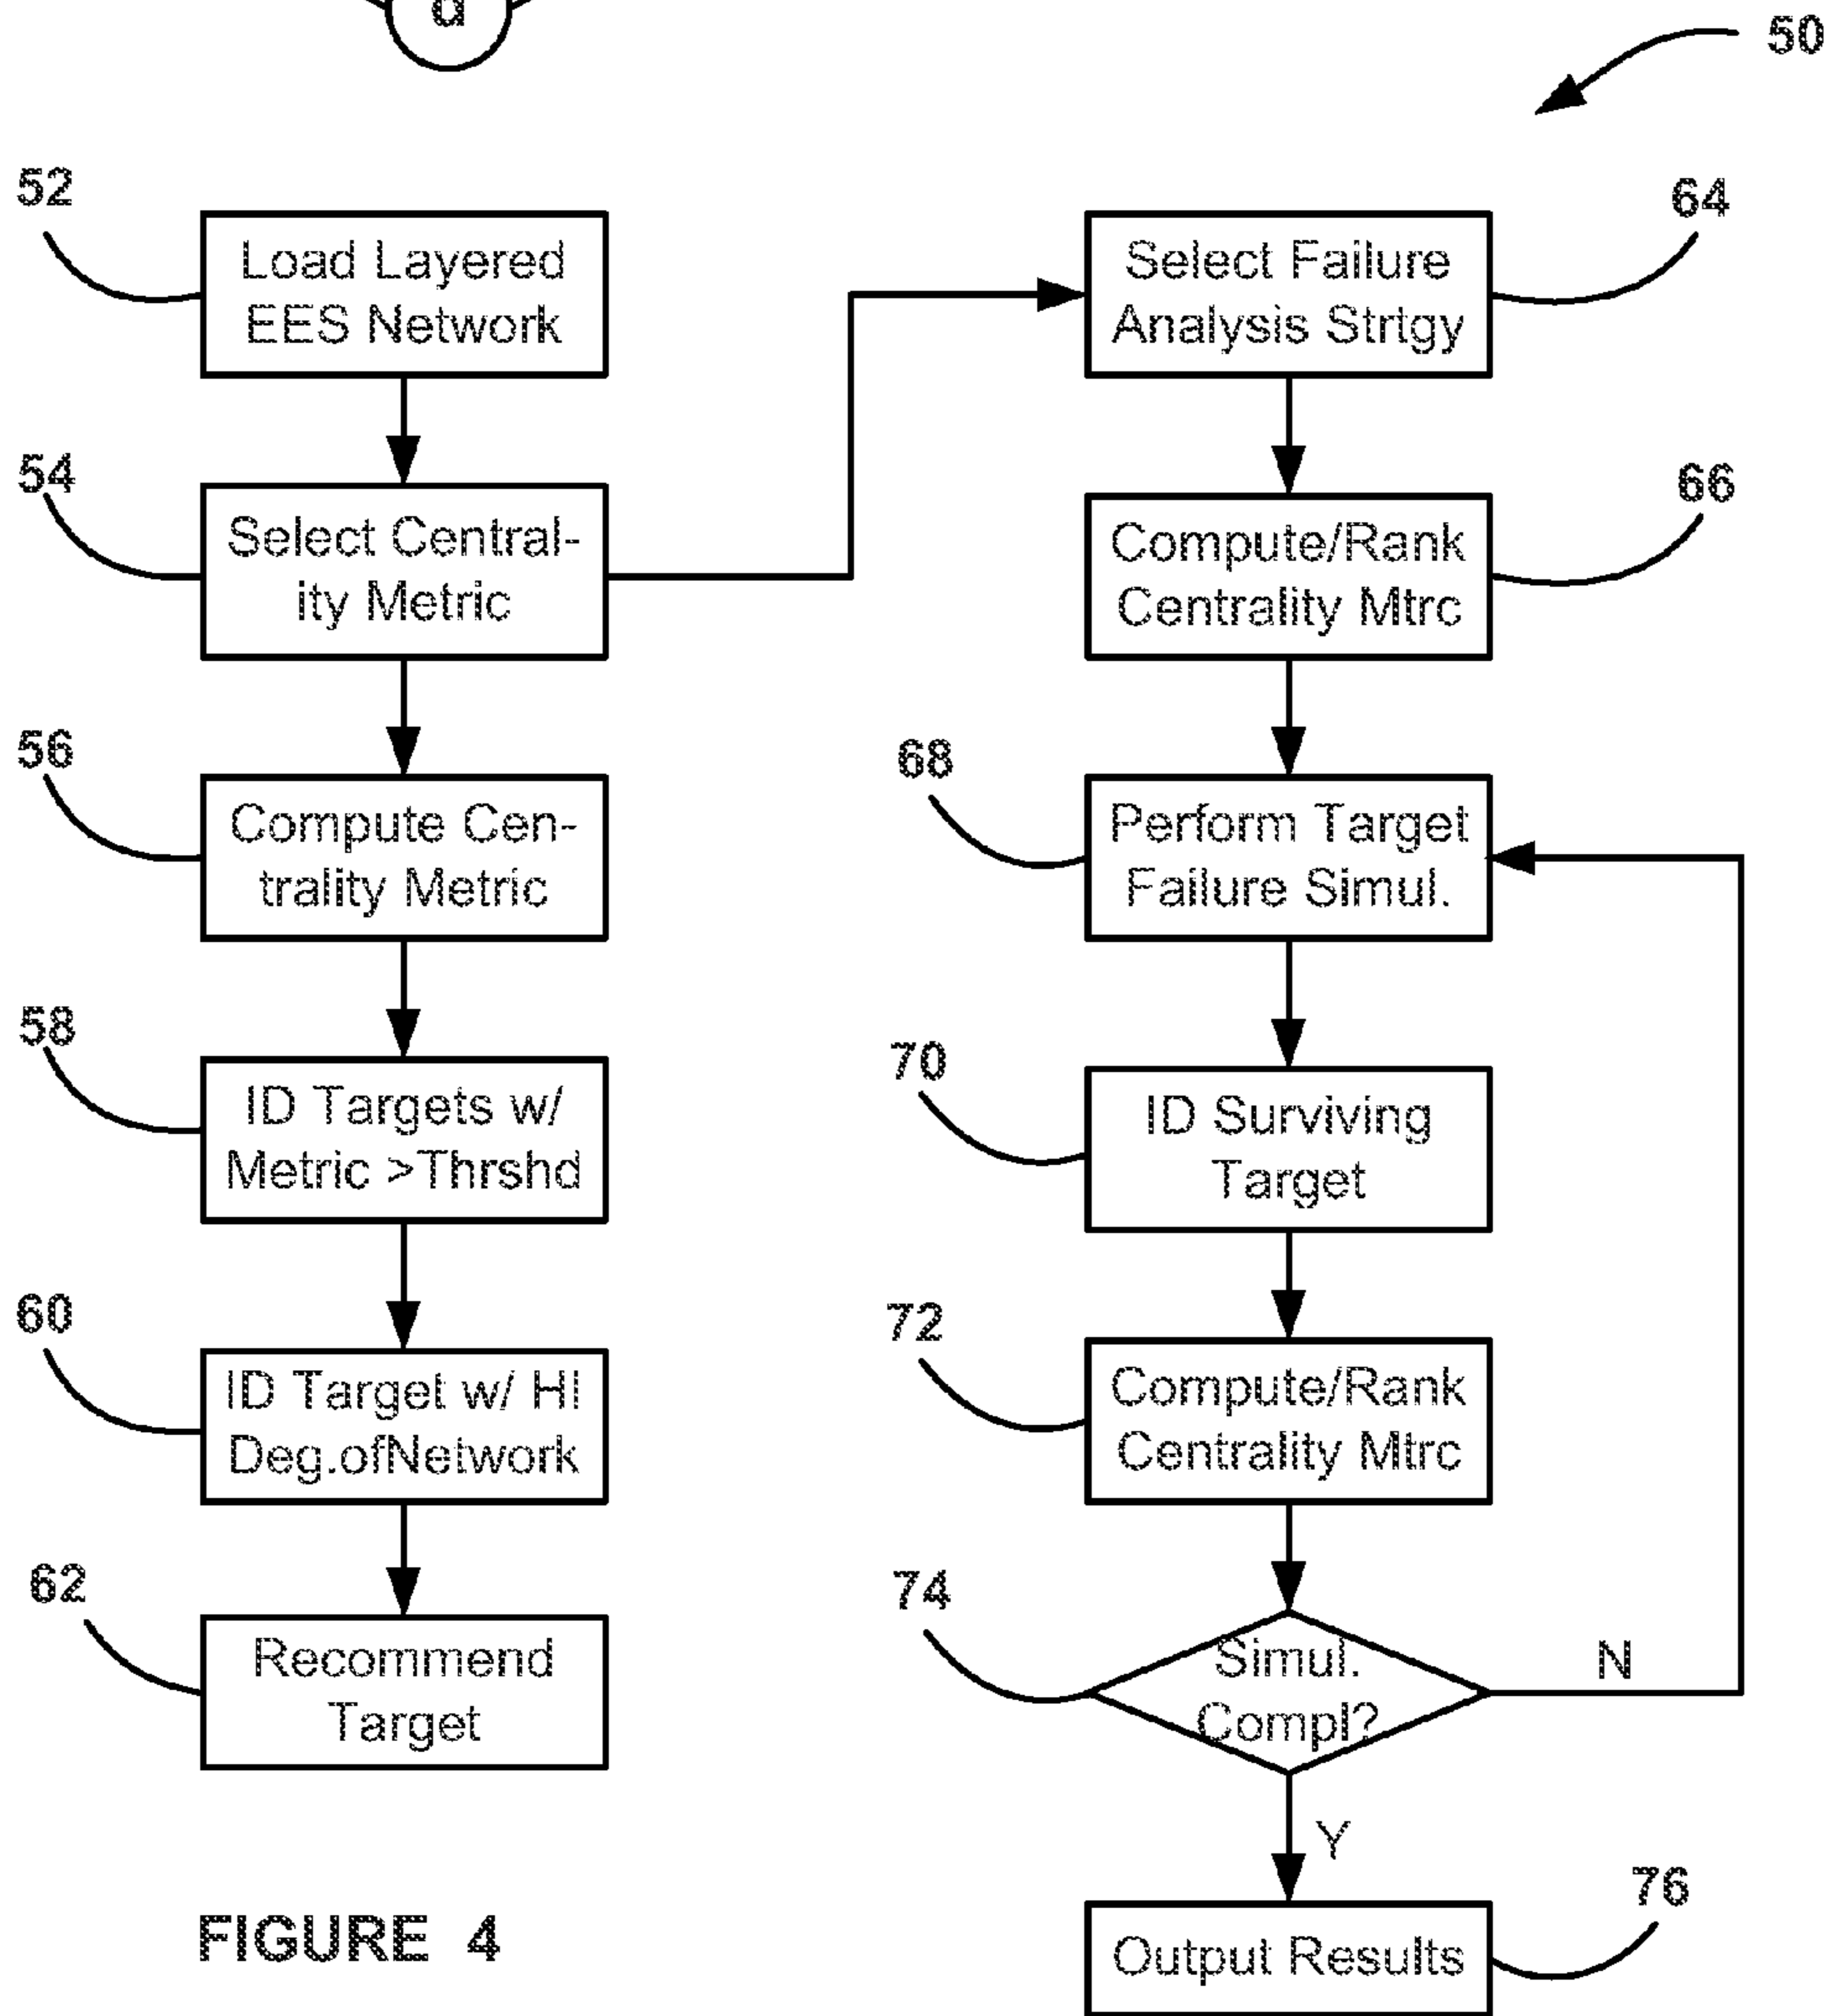 d
50
52
Load Layered
EES Network
54
Select Central-
ity Metric
56
Compute Cen-
trality Metric
58
ID Targets w/
Metric >Thrshd
60
ID Target w/ HI
Deg.ofNetwork
62
Recommend
Target
64
Select Failure
Analysis Strtgy
66
Compute/Rank
Centrality Mtrc
68
Perform Target
Failure Simul.
70
ID Surviving
Target
72
Compute/Rank
Centrality Mtrc
74
Simul.
Compl?
N
Y
76
Output Results
FIGURE 4